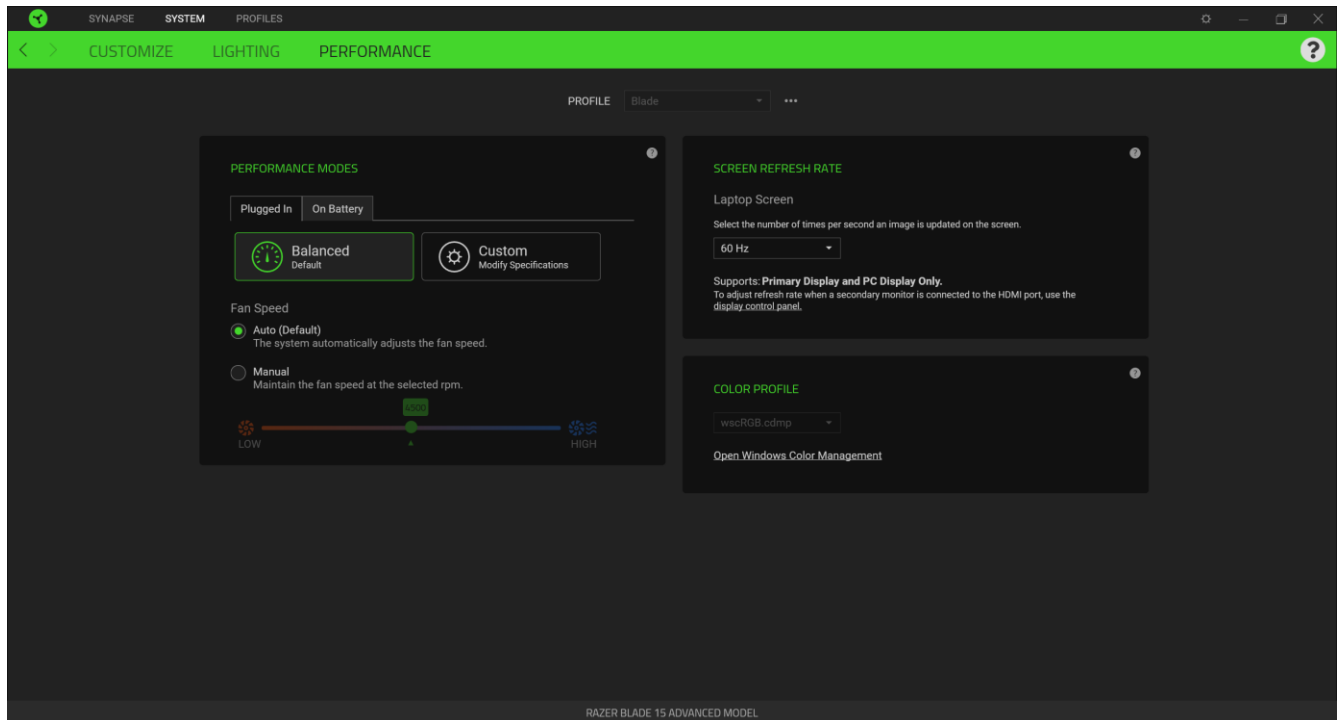 SYNAPSE SYSTEM PROFILES
CUSTOMIZE LIGHTING PERFORMANCE ?
PROFILE Blade
PERFORMANCE MODES ?
Plugged In On Battery
Balanced
Default
Custom
Modify Specifications
Fan Speed
Auto (Default)
The system automatically adjusts the fan speed.
Manual
Maintain the fan speed at the selected rpm.
4500
LOW HIGH
SCREEN REFRESH RATE ?
Laptop Screen
Select the number of times per second an image is updated on the screen.
60 Hz
Supports: Primary Display and PC Display Only.
To adjust refresh rate when a secondary monitor is connected to the HDMI port, use the
display control panel.
COLOR PROFILE ?
wscRGB.cdmp
Open Windows Color Management
RAZER BLADE 15 ADVANCED MODEL